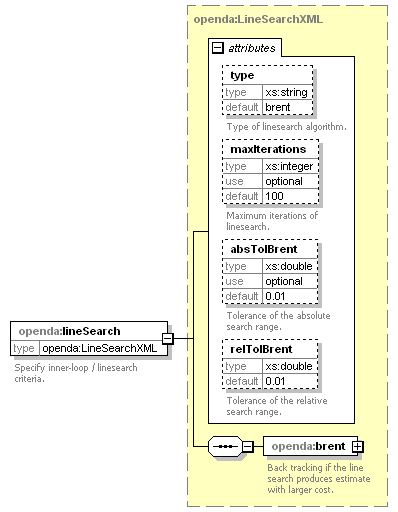 openda:LineSearchXML
attributes
type
type xs:string
default brent
Type of linesearch algorithm.
maxIterations
type xs:integer
use optional
default 100
Maximum iterations of
linesearch.
absTolBrent
type xs:double
use optional
default 0.01
Tolerance of the absolute
search range.
relTolBrent
type xs:double
default 0.01
Tolerance of the relative
search range.
openda:lineSearch
type openda:LineSearchXML
Specify inner-loop / linesearch
criteria.
openda:brent
Back tracking if the line
search produces estimate
with larger cost.